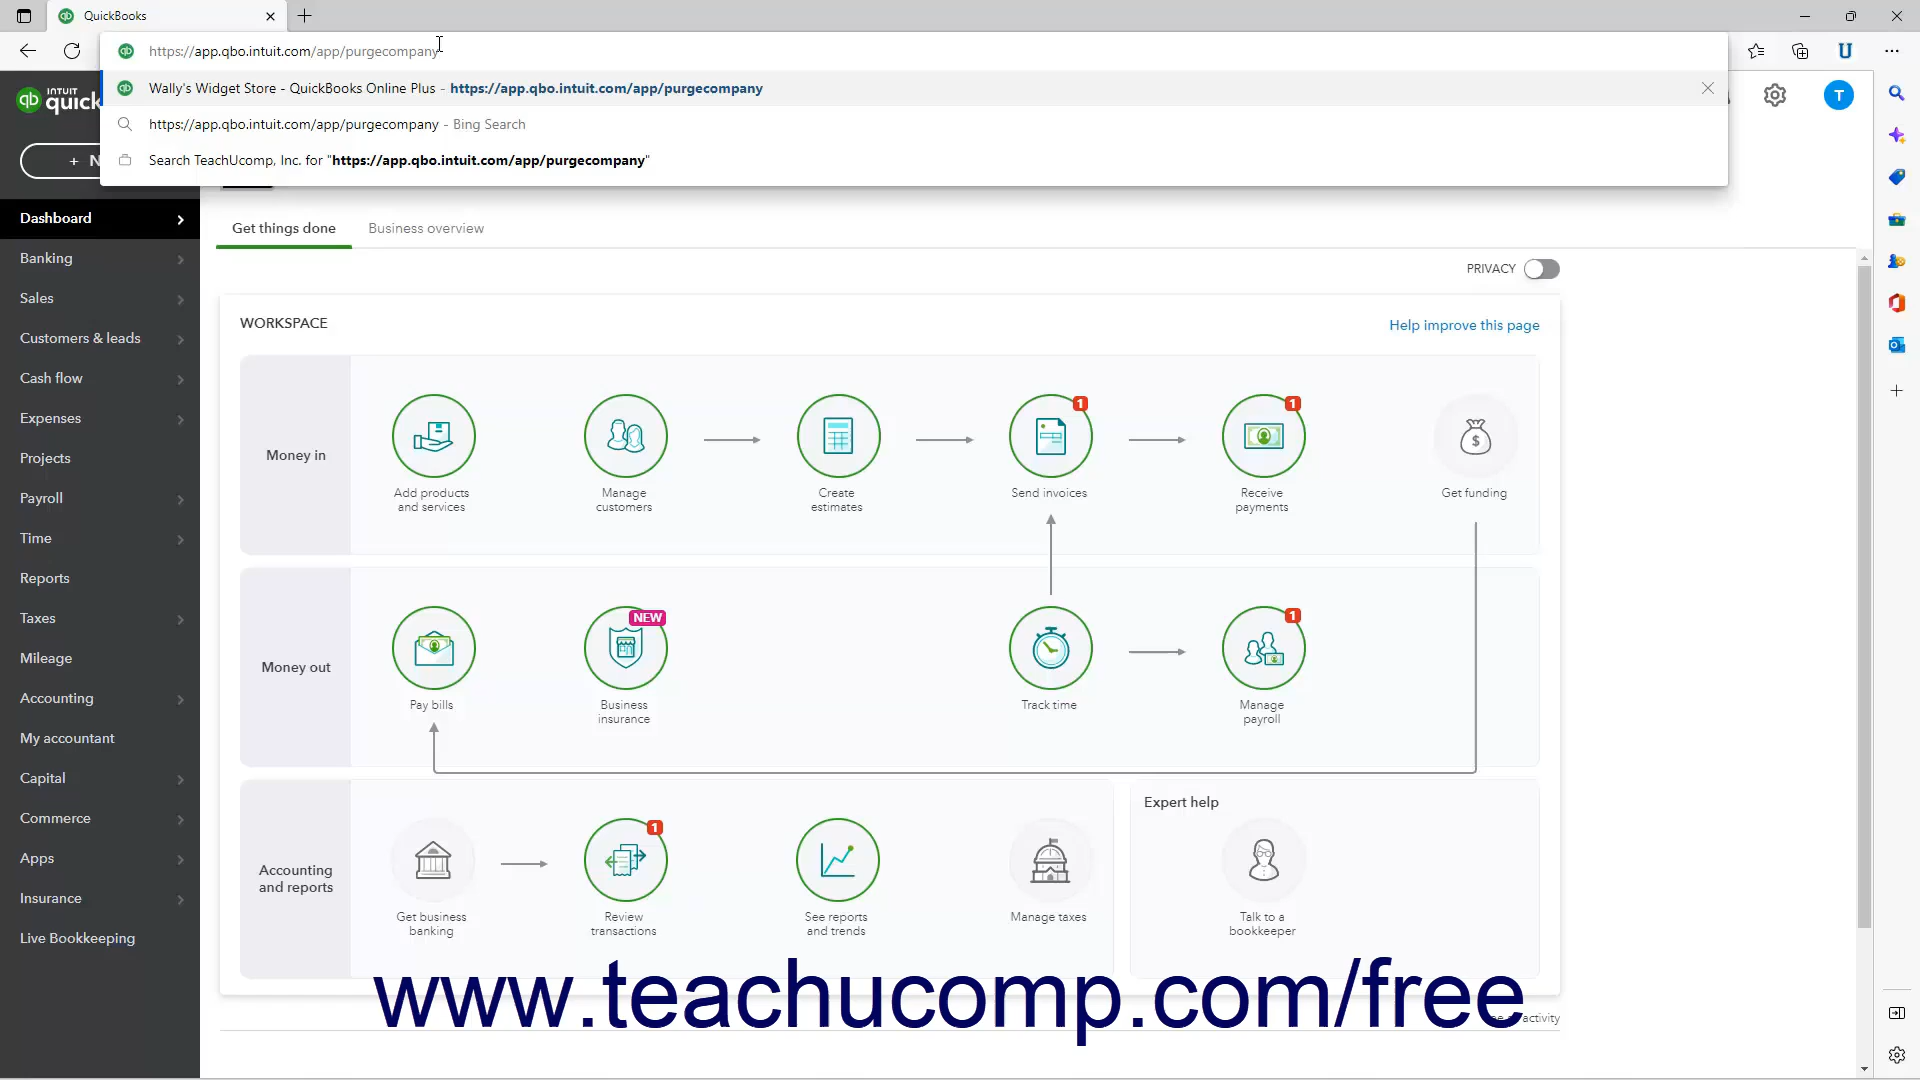 QuickBooks
https://app.qbo.intuit.com/app/purgecompany
Wally's Widget Store - QuickBooks Online Plus - https://app.qbo.intuit.com/app/purgecompany
https://app.qbo.intuit.com/app/purgecompany - Bing Search
Search TeachUcomp, Inc. for "https://app.qbo.intuit.com/app/purgecompany"
qb INTUIT quick
T
U
+ N
Dashboard
Banking
Sales
Customers & leads
Cash flow
Expenses
Projects
Payroll
Time
Reports
Taxes
Mileage
Accounting
My accountant
Capital
Commerce
Apps
Insurance
Live Bookkeeping
Get things done
Business overview
PRIVACY
WORKSPACE
Help improve this page
Money in
Add products
and services
Manage
customers
Create
estimates
1
Send invoices
1
Receive
payments
Get funding
Money out
Pay bills
NEW
Business
insurance
Track time
1
Manage
payroll
Accounting
and reports
Get business
banking
1
Review
transactions
See reports
and trends
Manage taxes
Expert help
Talk to a
bookkeeper
activity
www.teachucomp.com/free